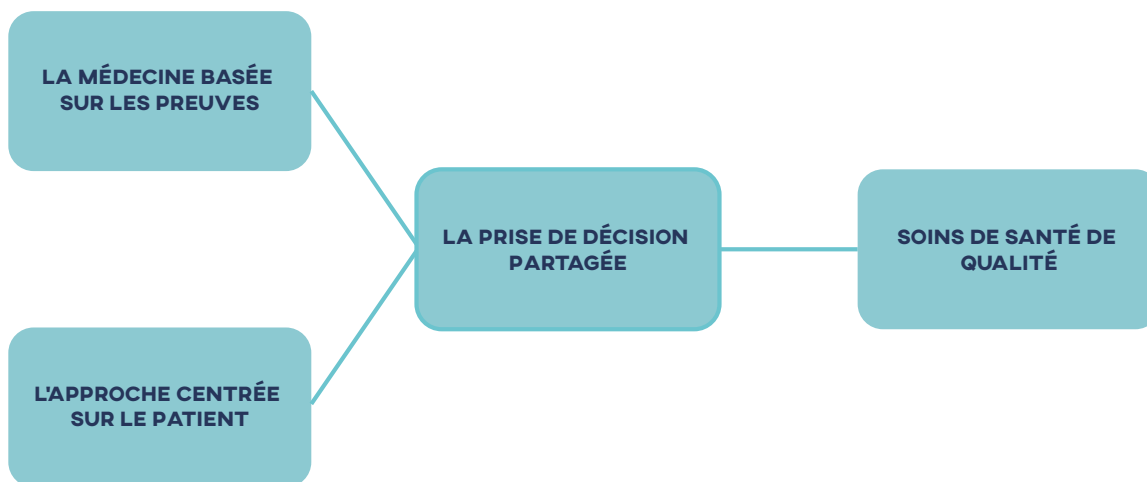 LA MÉDECINE BASÉE
SUR LES PREUVES
LA PRISE DE DÉCISION
PARTAGÉE
SOINS DE SANTÉ DE
QUALITÉ
L'APPROCHE CENTRÉE
SUR LE PATIENT